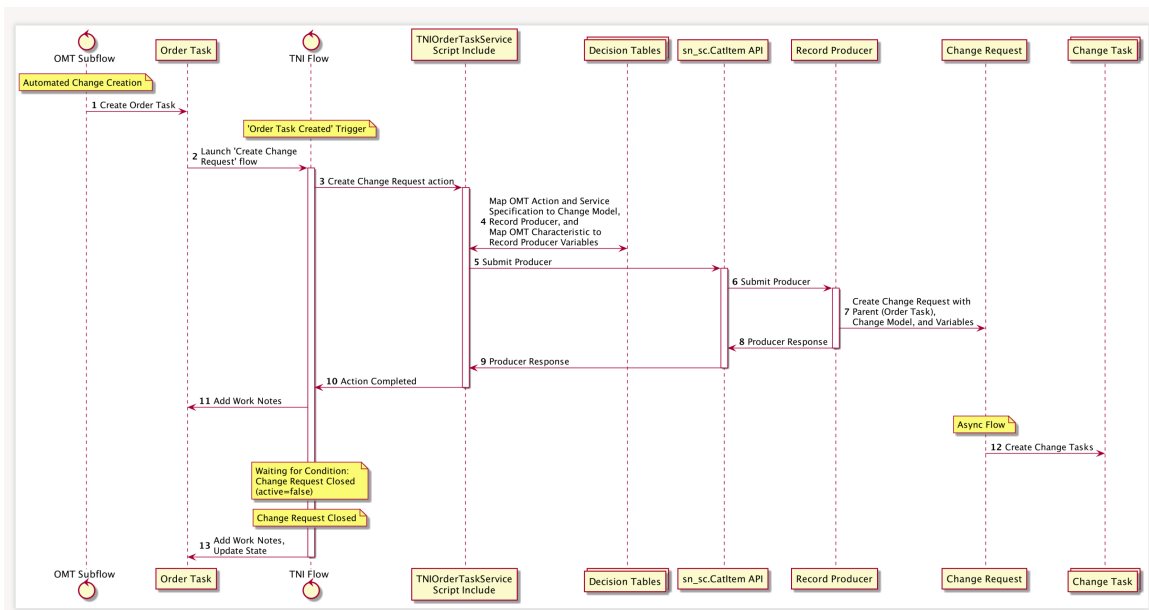 OMT Subflow
Order Task
TNI Flow
TNIOrderTaskService
Script Include
Decision Tables
sn_sc.CatItem API
Record Producer
Change Request
Change Task
Automated Change Creation
1 Create Order Task
'Order Task Created' Trigger
2 Launch 'Create Change
Request' flow
3 Create Change Request action
Map OMT Action and Service
Specification to Change Model,
4 Record Producer, and
Map OMT Characteristic to
Record Producer Variables
5 Submit Producer
6 Submit Producer
Create Change Request with
7 Parent (Order Task),
Change Model, and Variables
8 Producer Response
9 Producer Response
10 Action Completed
11 Add Work Notes
Async Flow
12 Create Change Tasks
Waiting for Condition:
Change Request Closed
(active=false)
Change Request Closed
13 Add Work Notes,
Update State
OMT Subflow
Order Task
TNI Flow
TNIOrderTaskService
Script Include
Decision Tables
sn_sc.CatItem API
Record Producer
Change Request
Change Task